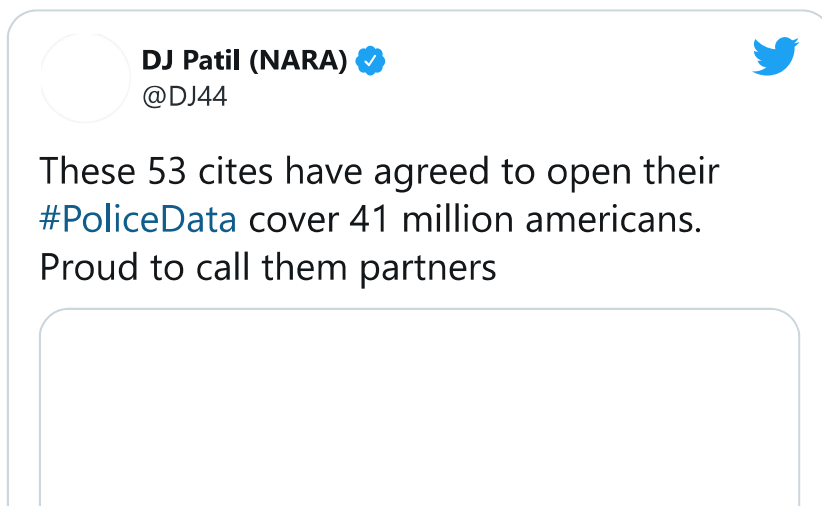 DJ Patil (NARA)
@DJ44
These 53 cites have agreed to open their
#PoliceData cover 41 million americans.
Proud to call them partners